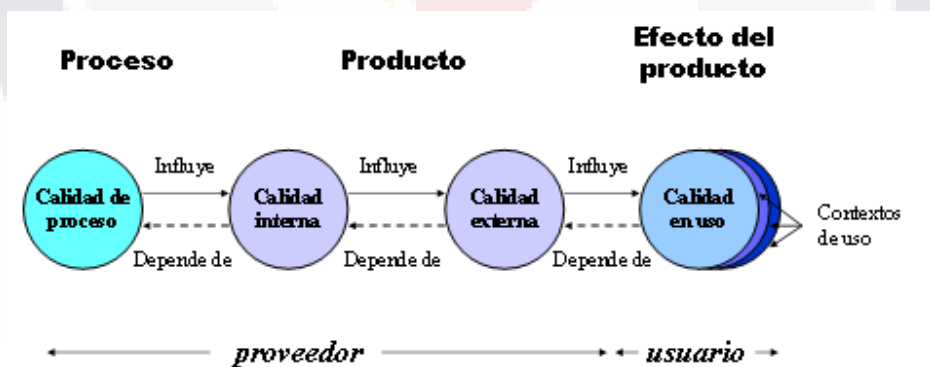 Proceso
Producto
Efecto del
producto
Influye
Influye
Influye
Calidad de
proceso
Calidad
interna
Calidad
externa
Calidad
en uso
Contextos
de uso
Depende de
Depende de
Depende de
proveedor
usuario